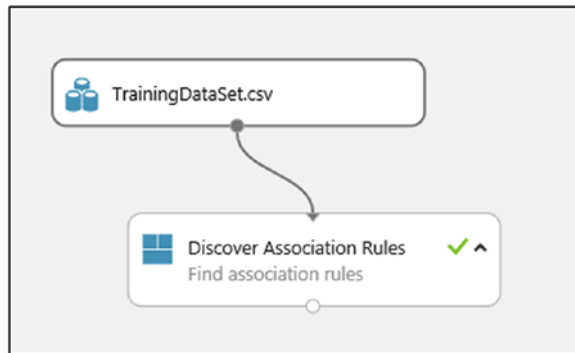 TrainingDataSet.csv
Discover Association Rules
Find association rules